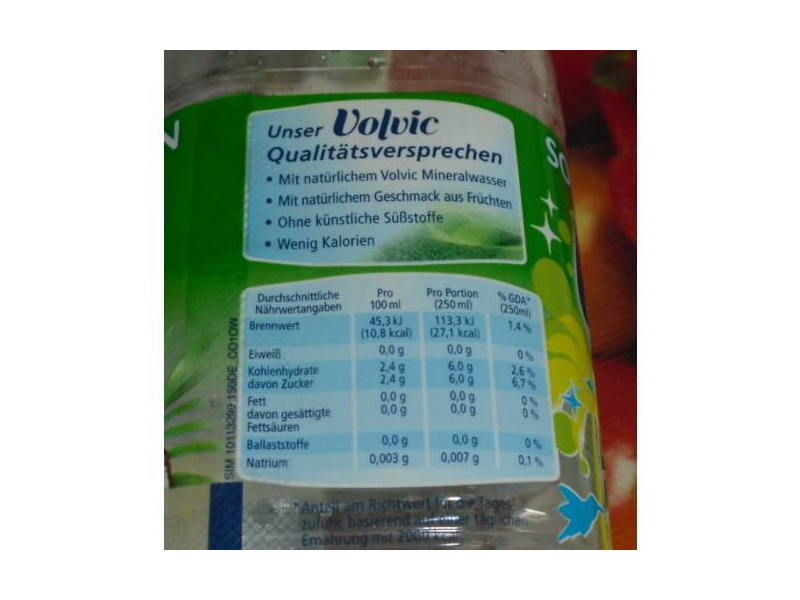 Unser Volvic
Qualitätsversprechen
• Mit natürlichem Volvic Mineralwasser
• Mit natürlichem Geschmack aus Früchten
• Ohne künstliche Süßstoffe
• Wenig Kalorien
Durchschnittliche Nährwertangaben Pro 100 ml Pro Portion (250 ml) % GDA* (250ml)
Brennwert 45,3 kJ (10,8 kcal) 113,3 kJ (27,1 kcal) 1,4 %
Eiweiß 0,0 g 0,0 g 0 %
Kohlenhydrate 2,4 g 6,0 g 2,6 %
davon Zucker 2,4 g 6,0 g 6,7 %
Fett 0,0 g 0,0 g 0 %
davon gesättigte Fettsäuren 0,0 g 0,0 g 0 %
Ballaststoffe 0,0 g 0,0 g 0 %
Natrium 0,003 g 0,007 g 0,1 %
*Anteil am Richtwert für die Tages-
zufuhr, basierend auf einer täglichen
Ernährung mit 2000
SIM 10113299 150DE_CO1OW